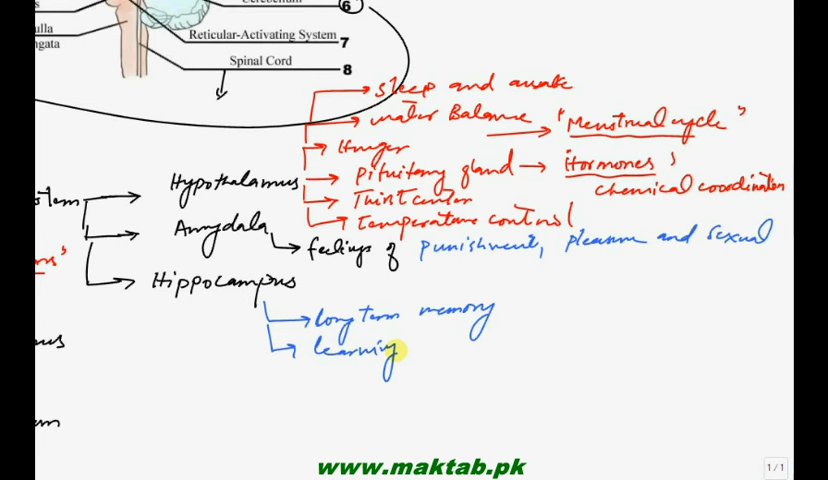 6
ulla
ngata
Reticular-Activating System 7
Spinal Cord 8
sleep and awake
water Balance "Menstrual cycle"
Hunger
Pituitary gland → Hormones'
chemical coordination
Thirst center
Temperature control
stem
Hypothalamus
Amygdala
feelings of punishment, pleasure and sexual
Hippocampus
long term memory
learning
www.maktab.pk
1/1